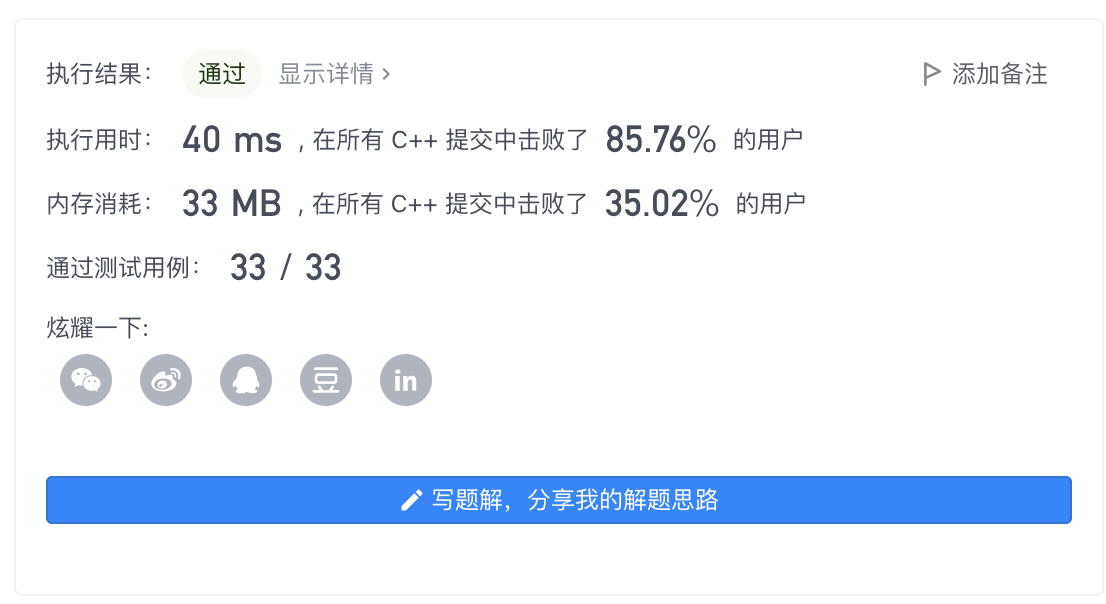 执行结果： 通过 显示详情 › 添加备注
执行用时： 40 ms , 在所有 C++ 提交中击败了 85.76% 的用户
内存消耗： 33 MB , 在所有 C++ 提交中击败了 35.02% 的用户
通过测试用例： 33 / 33
炫耀一下:
豆 in
写题解，分享我的解题思路